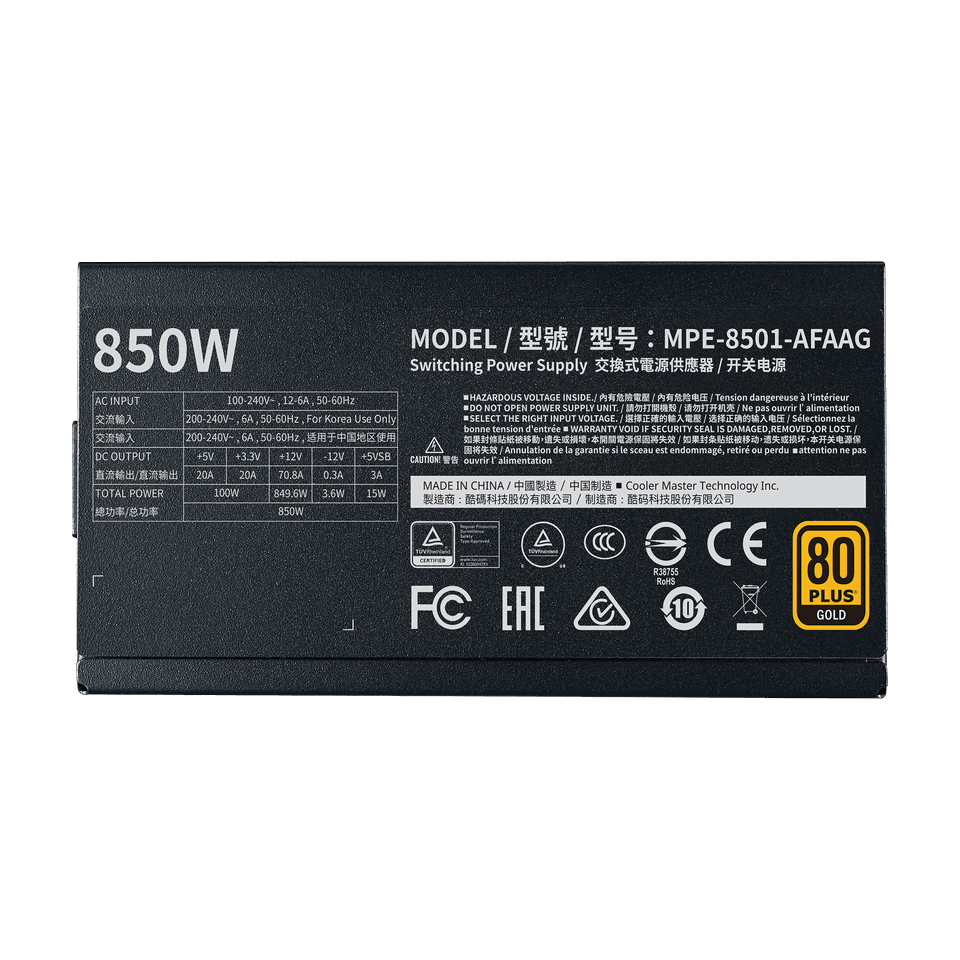 850W
AC INPUT 100-240V~ , 12-6A , 50-60Hz
交流輸入 200-240V~ , 6A , 50-60Hz , For Korea Use Only
交流输入 200-240V~ , 6A , 50-60Hz , 适用于中国地区使用
DC OUTPUT +5V +3.3V +12V -12V +5VSB
直流輸出/直流输出 20A 20A 70.8A 0.3A 3A
TOTAL POWER 100W 849.6W 3.6W 15W
總功率/总功率 850W
MODEL / 型號 / 型号：MPE-8501-AFAAG
Switching Power Supply 交換式電源供應器 / 开关电源
CAUTION! 警告
■HAZARDOUS VOLTAGE INSIDE./ 內有危險電壓 / 内有危险电压 / Tension dangereuse à l'intérieur
■DO NOT OPEN POWER SUPPLY UNIT. / 請勿打開機殼 / 请勿打开机壳 / Ne pas ouvrir l' alimentation
■SELECT THE RIGHT INPUT VOLTAGE. / 選擇正確的輸入電壓 / 选择正确的输入电压 / Sélectionnez la
bonne tension d'entrée ■ WARRANTY VOID IF SECURITY SEAL IS DAMAGED,REMOVED,OR LOST. /
如果封條貼紙被移動，遺失或損壞，本開關電源保固將失效 / 如果封条贴纸被移动，遗失或损坏，本开关电源保
固将失效 / Annulation de la garantie si le sceau est endommagé, retiré ou perdu ■attention ne pas
ouvrir l' alimentation
MADE IN CHINA / 中國製造 / 中国制造 ■ Cooler Master Technology Inc.
製造商：酷碼科技股份有限公司 / 制造商：酷码科技股份有限公司
TÜVRheinland
CERTIFIED
Regular Production
Surveillance
Safety
Type Approved
www.tuv.com
TÜVRheinland
CCC
R38755
RoHS
CE
80
PLUS
GOLD
FC
EAC
10